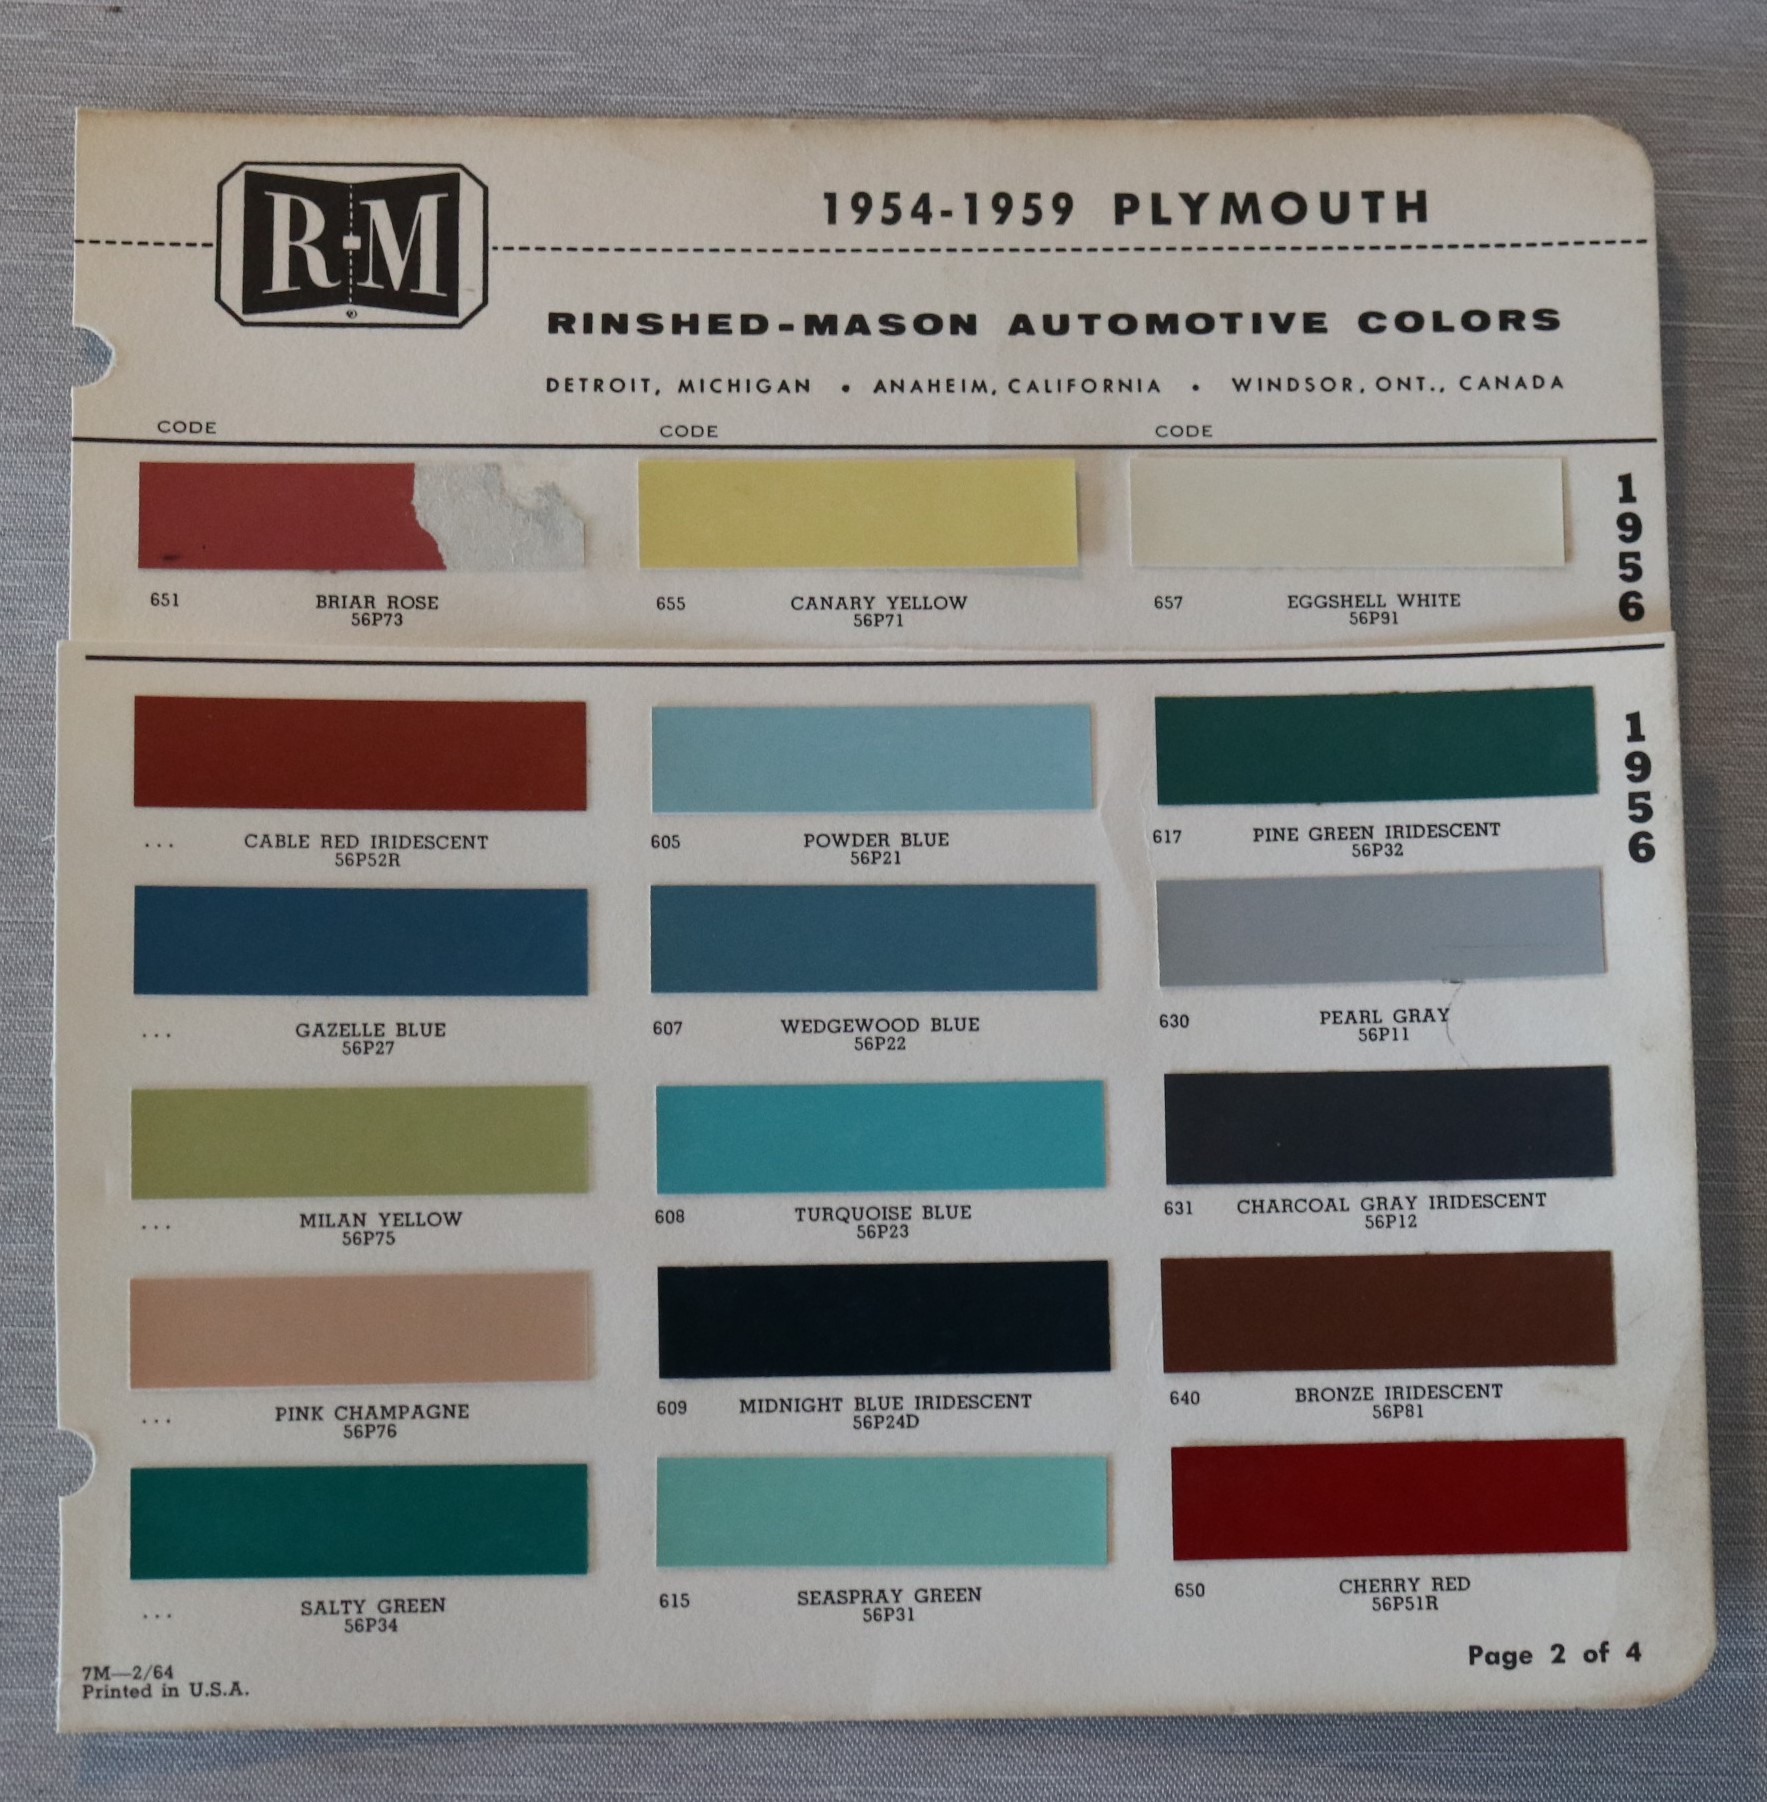 R-M
®
1954-1959 PLYMOUTH
RINSHED-MASON AUTOMOTIVE COLORS
DETROIT, MICHIGAN • ANAHEIM, CALIFORNIA • WINDSOR, ONT., CANADA
CODE CODE CODE
1956
651 BRIAR ROSE
56P73
655 CANARY YELLOW
56P71
657 EGGSHELL WHITE
56P91
1956
... CABLE RED IRIDESCENT
56P52R
605 POWDER BLUE
56P21
617 PINE GREEN IRIDESCENT
56P32
... GAZELLE BLUE
56P27
607 WEDGEWOOD BLUE
56P22
630 PEARL GRAY
56P11
... MILAN YELLOW
56P75
608 TURQUOISE BLUE
56P23
631 CHARCOAL GRAY IRIDESCENT
56P12
... PINK CHAMPAGNE
56P76
609 MIDNIGHT BLUE IRIDESCENT
56P24D
640 BRONZE IRIDESCENT
56P81
... SALTY GREEN
56P34
615 SEASPRAY GREEN
56P31
650 CHERRY RED
56P51R
7M—2/64
Printed in U.S.A.
Page 2 of 4